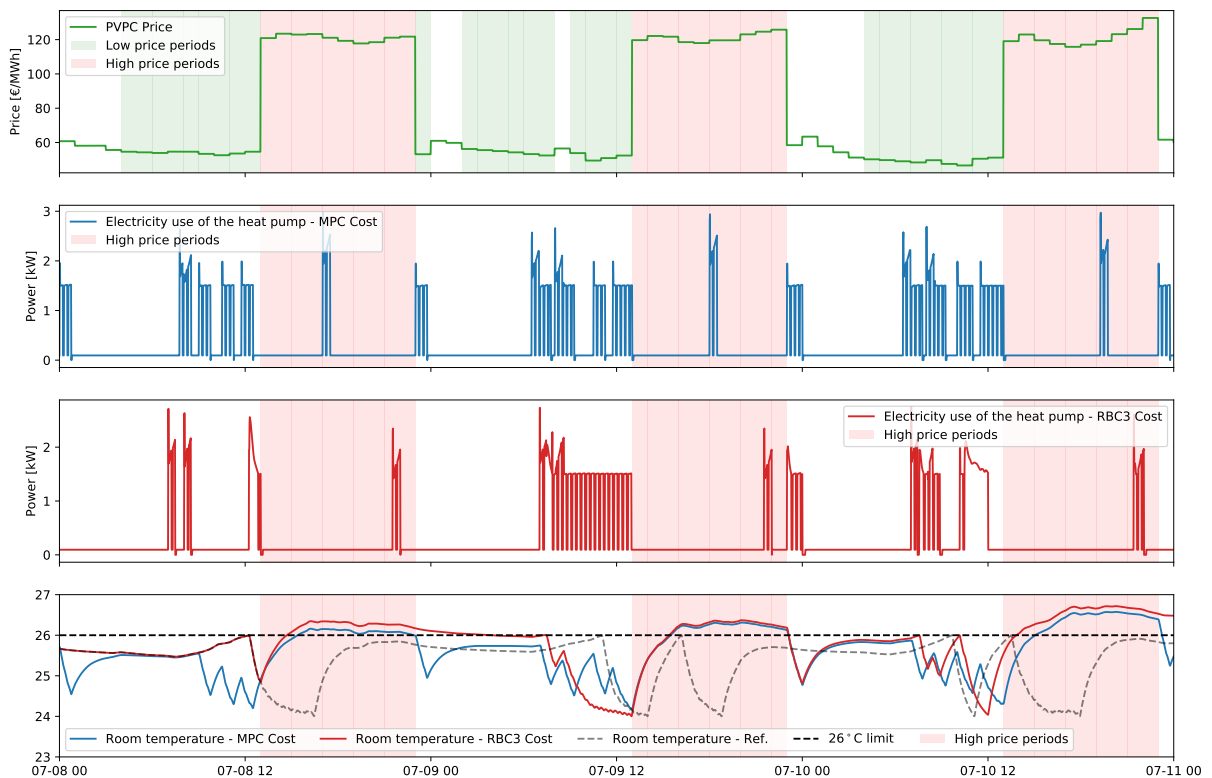 PVPC Price
Low price periods
High price periods
Price [€/MWh]
120
100
80
60
Electricity use of the heat pump - MPC Cost
High price periods
Power [kW]
3
2
1
0
Electricity use of the heat pump - RBC3 Cost
High price periods
Power [kW]
2
1
0
27
26
25
24
23
Room temperature - MPC Cost
Room temperature - RBC3 Cost
Room temperature - Ref.
26°C limit
High price periods
07-08 00
07-08 12
07-09 00
07-09 12
07-10 00
07-10 12
07-11 00